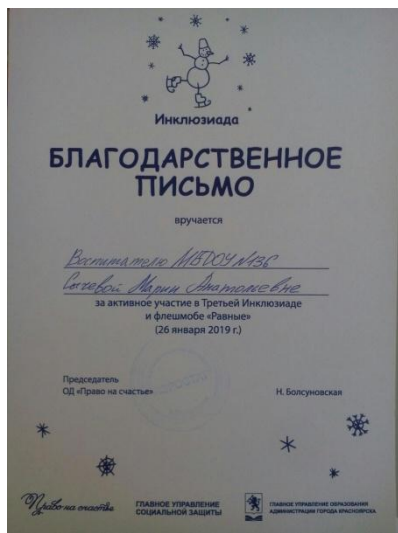 Инклюзиада
БЛАГОДАРСТВЕННОЕ
ПИСЬМО
вручается
Воспитателю МБДОУ №136
Сычевой Марии Анатольевне
за активное участие в Третьей Инклюзиаде
и флешмобе «Равные»
(26 января 2019 г.)
Председатель
ОД «Право на счастье»
Н. Болсуновская
Право на счастье
ГЛАВНОЕ УПРАВЛЕНИЕ
СОЦИАЛЬНОЙ ЗАЩИТЫ
ГЛАВНОЕ УПРАВЛЕНИЕ ОБРАЗОВАНИЯ
АДМИНИСТРАЦИИ ГОРОДА КРАСНОЯРСКА